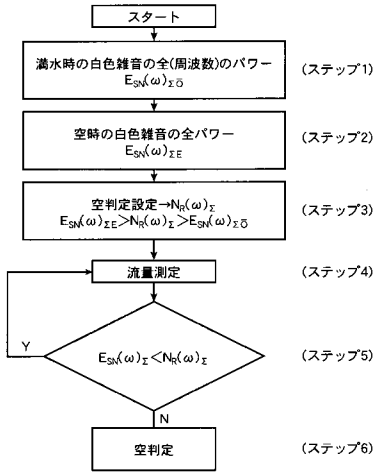 スタート
満水時の白色雑音の全(周波数)のパワー
E_SN(ω)_ΣŌ
(ステップ1)
空時の白色雑音の全パワー
E_SN(ω)_ΣE
(ステップ2)
空判定設定→N_R(ω)_Σ
E_SN(ω)_ΣE>N_R(ω)_Σ>E_SN(ω)_ΣŌ
(ステップ3)
流量測定
(ステップ4)
Y
E_SN(ω)_Σ<N_R(ω)_Σ
(ステップ5)
N
空判定
(ステップ6)